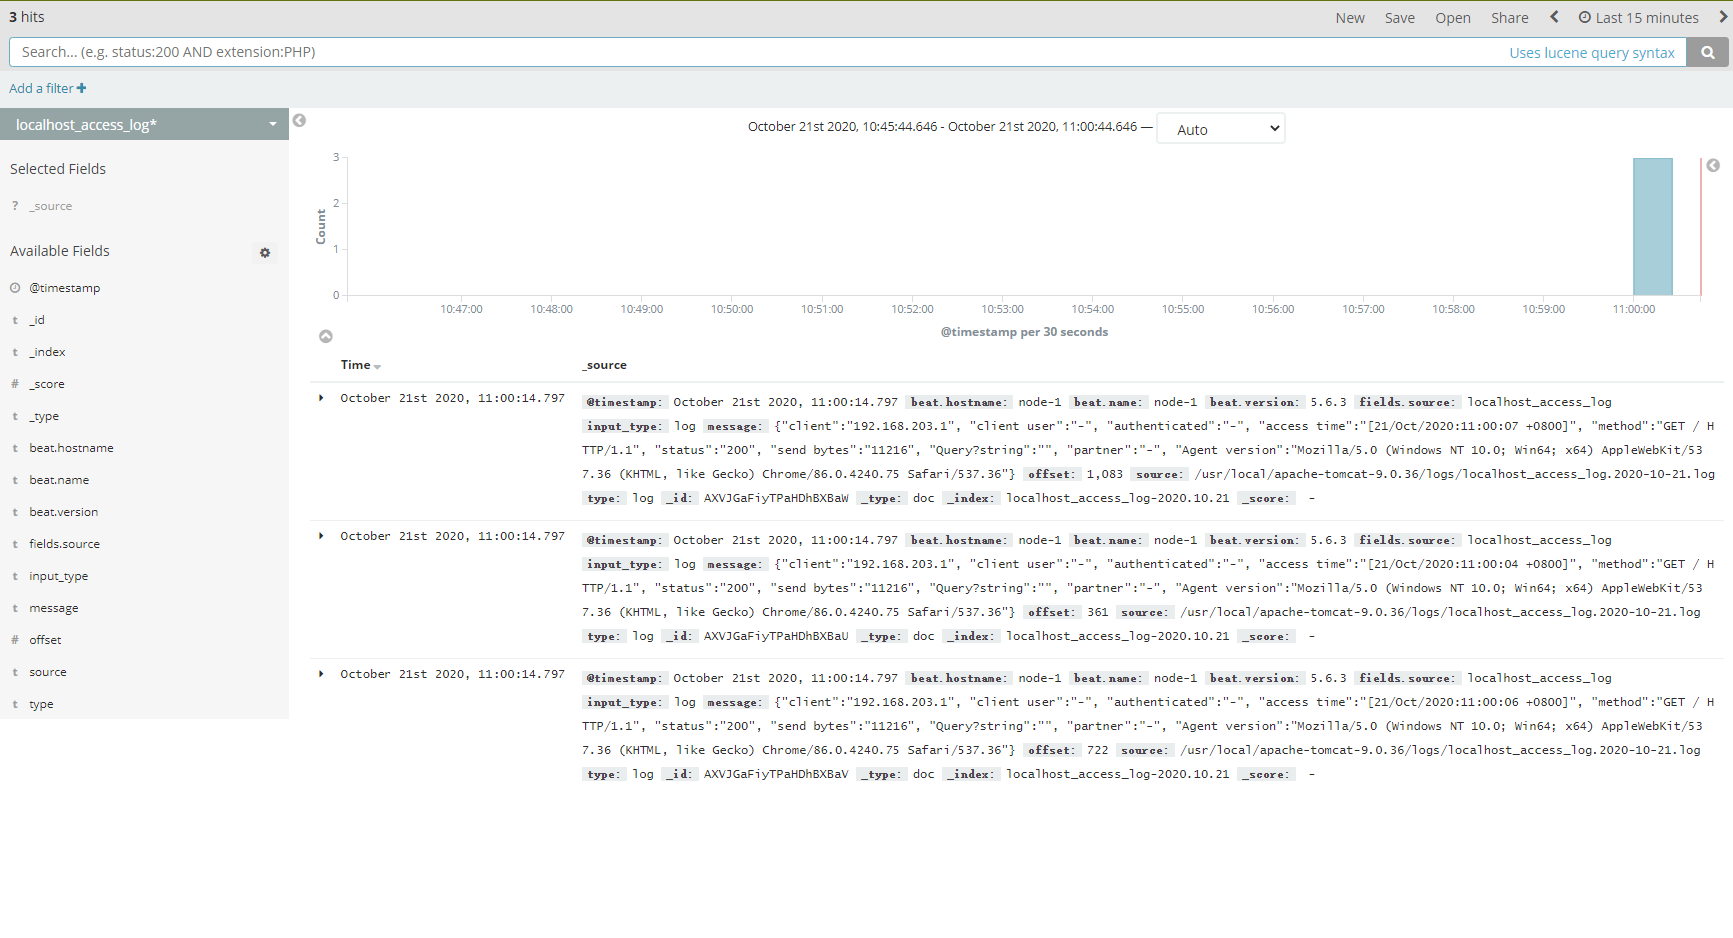 3 hits
New Save Open Share Last 15 minutes
Search... (e.g. status:200 AND extension:PHP) Uses lucene query syntax
Add a filter
localhost_access_log*
October 21st 2020, 10:45:44.646 - October 21st 2020, 11:00:44.646 — Auto
Selected Fields
? _source
Available Fields
@timestamp
t _id
t _index
# _score
t _type
t beat.hostname
t beat.name
t beat.version
t fields.source
t input_type
t message
# offset
t source
t type
3
2
1
0
Count
10:47:00 10:48:00 10:49:00 10:50:00 10:51:00 10:52:00 10:53:00 10:54:00 10:55:00 10:56:00 10:57:00 10:58:00 10:59:00 11:00:00
@timestamp per 30 seconds
Time _source
October 21st 2020, 11:00:14.797 @timestamp: October 21st 2020, 11:00:14.797 beat.hostname: node-1 beat.name: node-1 beat.version: 5.6.3 fields.source: localhost_access_log
input_type: log message: {"client":"192.168.203.1", "client user":"-", "authenticated":"-", "access time":"[21/Oct/2020:11:00:07 +0800]", "method":"GET / H
TTP/1.1", "status":"200", "send bytes":"11216", "Query?string":"", "partner":"-", "Agent version":"Mozilla/5.0 (Windows NT 10.0; Win64; x64) AppleWebKit/53
7.36 (KHTML, like Gecko) Chrome/86.0.4240.75 Safari/537.36"} offset: 1,083 source: /usr/local/apache-tomcat-9.0.36/logs/localhost_access_log.2020-10-21.log
type: log _id: AXVJGaFiyTPaHDhBXBaW _type: doc _index: localhost_access_log-2020.10.21 _score: -
October 21st 2020, 11:00:14.797 @timestamp: October 21st 2020, 11:00:14.797 beat.hostname: node-1 beat.name: node-1 beat.version: 5.6.3 fields.source: localhost_access_log
input_type: log message: {"client":"192.168.203.1", "client user":"-", "authenticated":"-", "access time":"[21/Oct/2020:11:00:04 +0800]", "method":"GET / H
TTP/1.1", "status":"200", "send bytes":"11216", "Query?string":"", "partner":"-", "Agent version":"Mozilla/5.0 (Windows NT 10.0; Win64; x64) AppleWebKit/53
7.36 (KHTML, like Gecko) Chrome/86.0.4240.75 Safari/537.36"} offset: 361 source: /usr/local/apache-tomcat-9.0.36/logs/localhost_access_log.2020-10-21.log
type: log _id: AXVJGaFiyTPaHDhBXBaU _type: doc _index: localhost_access_log-2020.10.21 _score: -
October 21st 2020, 11:00:14.797 @timestamp: October 21st 2020, 11:00:14.797 beat.hostname: node-1 beat.name: node-1 beat.version: 5.6.3 fields.source: localhost_access_log
input_type: log message: {"client":"192.168.203.1", "client user":"-", "authenticated":"-", "access time":"[21/Oct/2020:11:00:06 +0800]", "method":"GET / H
TTP/1.1", "status":"200", "send bytes":"11216", "Query?string":"", "partner":"-", "Agent version":"Mozilla/5.0 (Windows NT 10.0; Win64; x64) AppleWebKit/53
7.36 (KHTML, like Gecko) Chrome/86.0.4240.75 Safari/537.36"} offset: 722 source: /usr/local/apache-tomcat-9.0.36/logs/localhost_access_log.2020-10-21.log
type: log _id: AXVJGaFiyTPaHDhBXBaV _type: doc _index: localhost_access_log-2020.10.21 _score: -